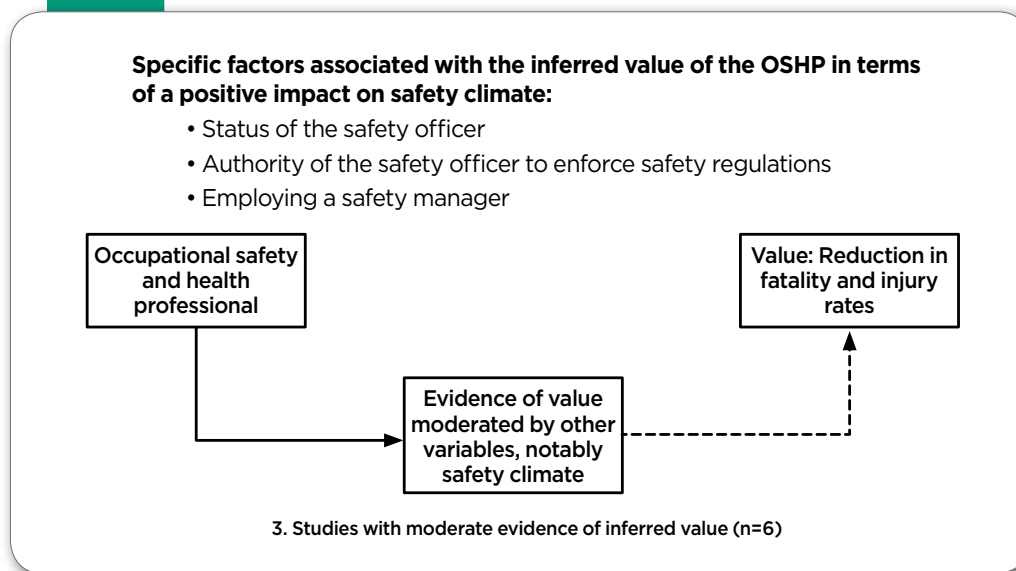 Specific factors associated with the inferred value of the OSHP in terms
of a positive impact on safety climate:
• Status of the safety officer
• Authority of the safety officer to enforce safety regulations
• Employing a safety manager
Occupational safety
and health
professional
Value: Reduction in
fatality and injury
rates
Evidence of value
moderated by other
variables, notably
safety climate
3. Studies with moderate evidence of inferred value (n=6)